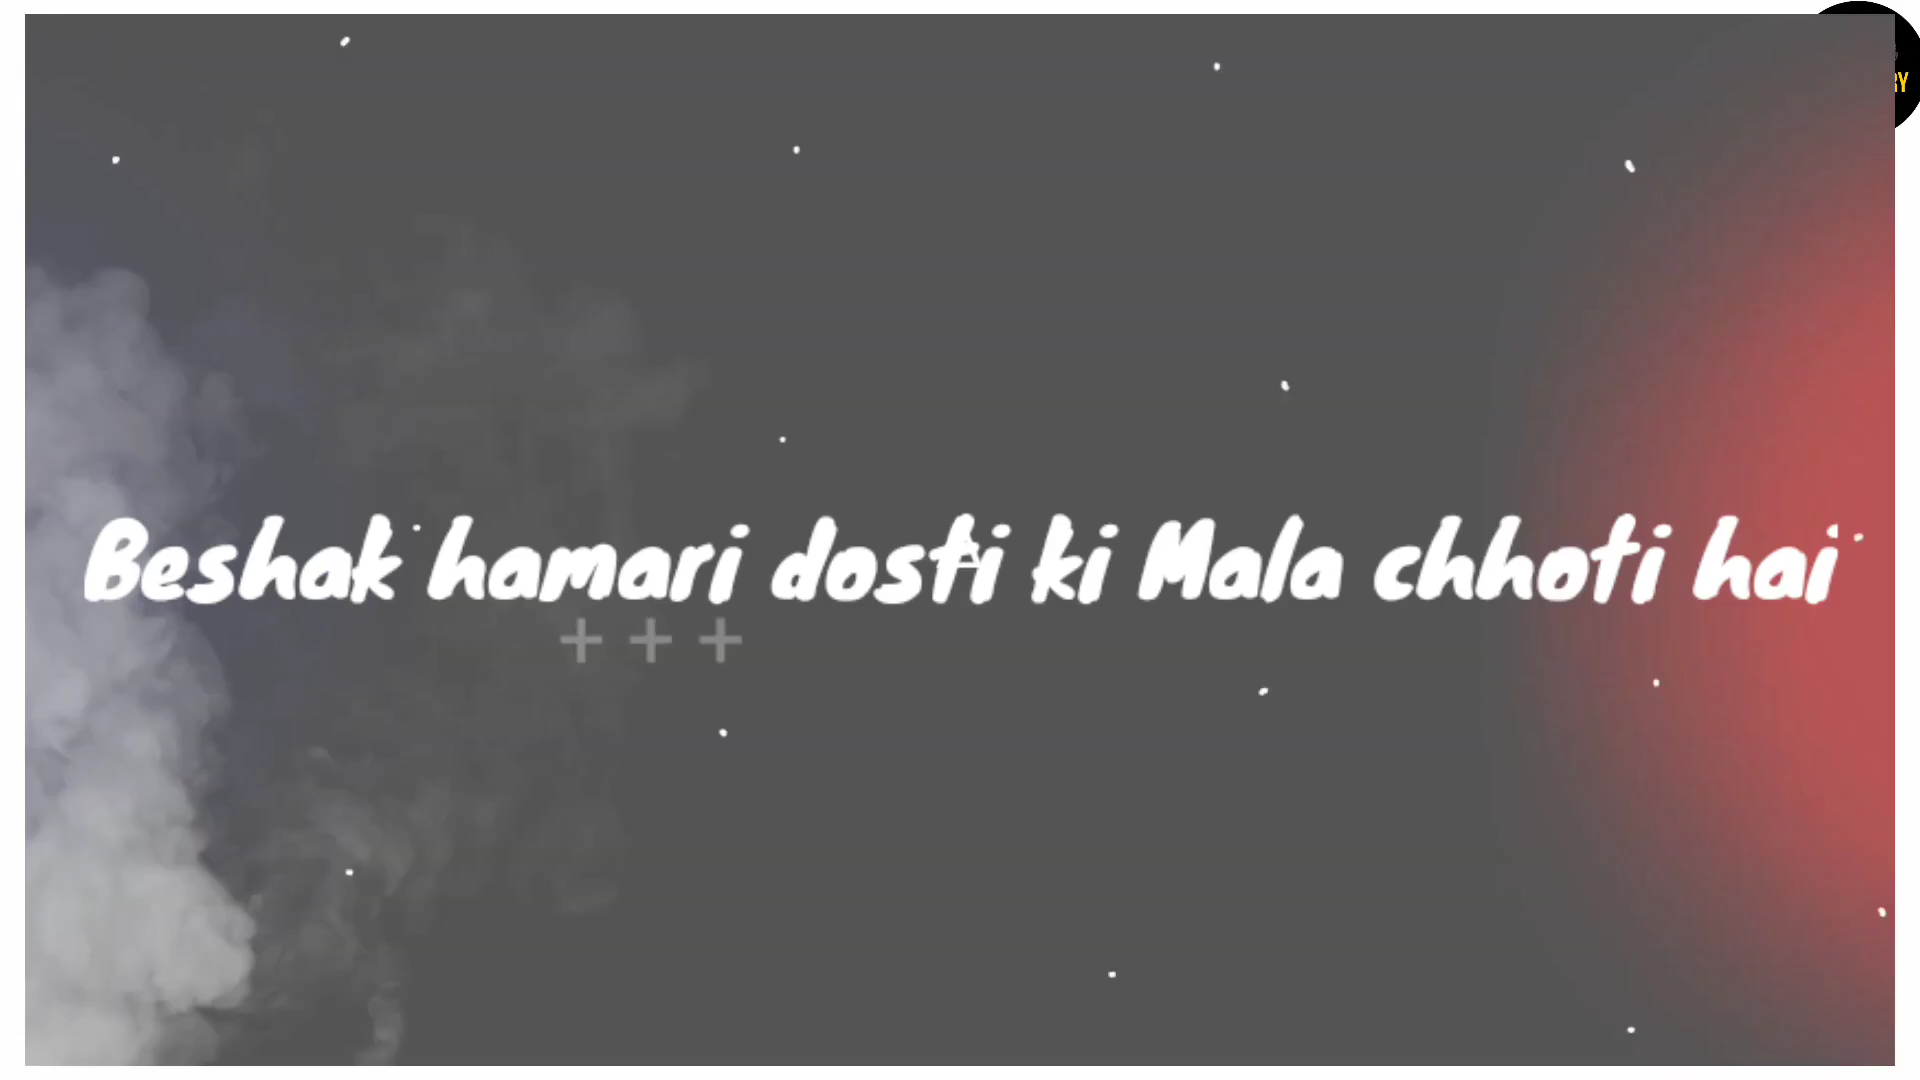 Beshak hamari dosti ki Mala chhoti hai
+ + +